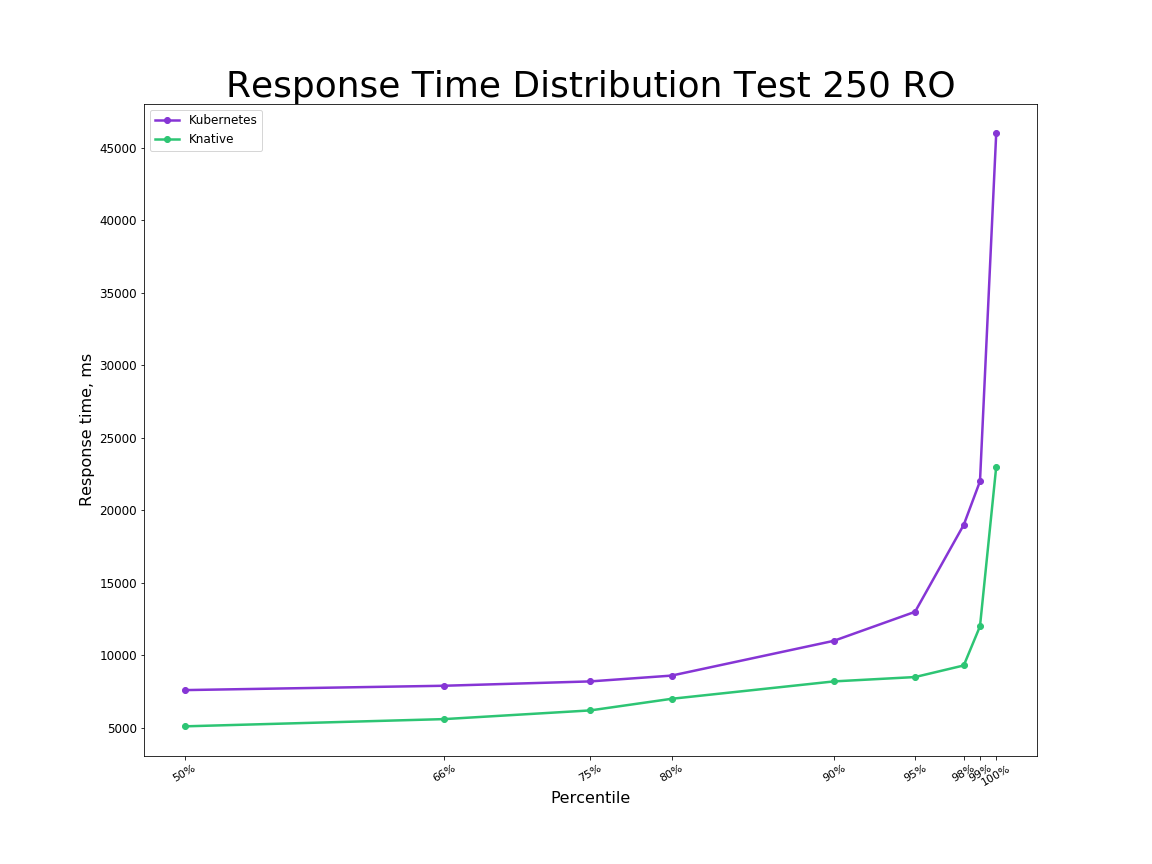 Response Time Distribution Test 250 RO
Kubernetes
Knative
45000
40000
35000
30000
25000
20000
15000
10000
5000
Response time, ms
50% 66% 75% 80% 90% 95% 98% 99% 100%
Percentile